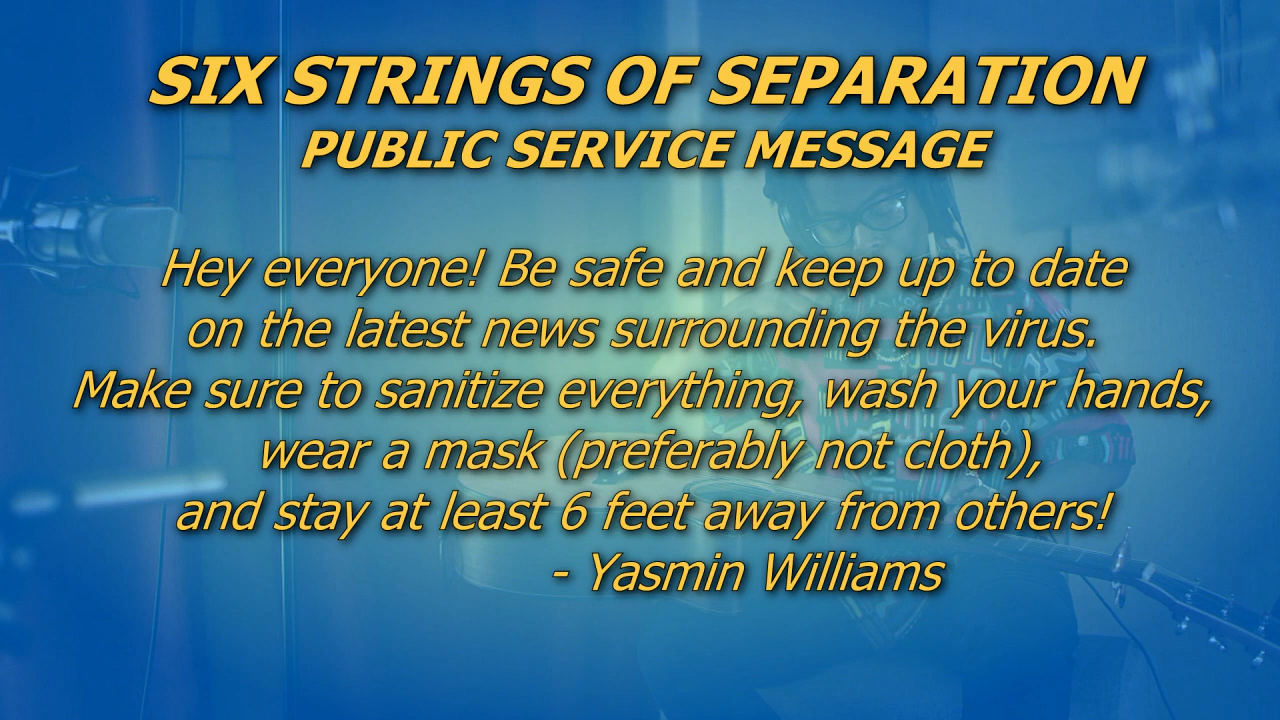 SIX STRINGS OF SEPARATION
PUBLIC SERVICE MESSAGE
Hey everyone! Be safe and keep up to date
on the latest news surrounding the virus.
Make sure to sanitize everything, wash your hands,
wear a mask (preferably not cloth),
and stay at least 6 feet away from others!
- Yasmin Williams